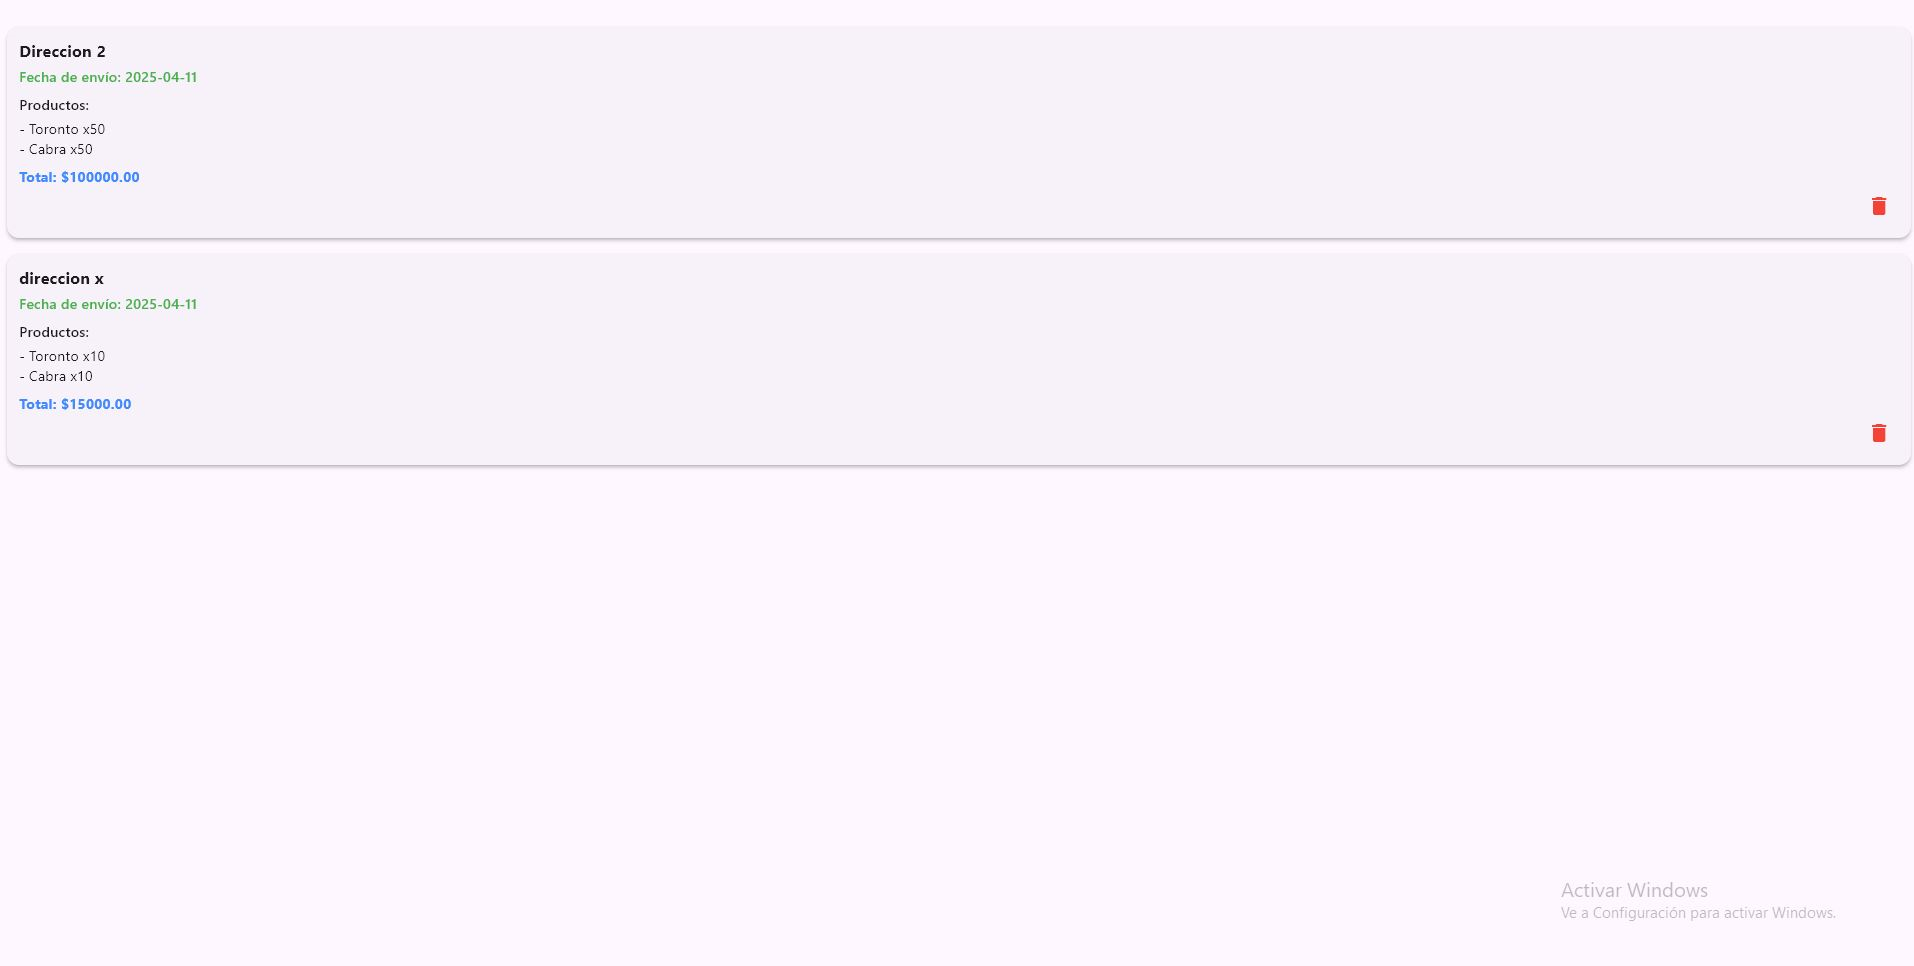 Direccion 2
Fecha de envío: 2025-04-11
Productos:
- Toronto x50
- Cabra x50
Total: $100000.00
direccion x
Fecha de envío: 2025-04-11
Productos:
- Toronto x10
- Cabra x10
Total: $15000.00
Activar Windows
Ve a Configuración para activar Windows.